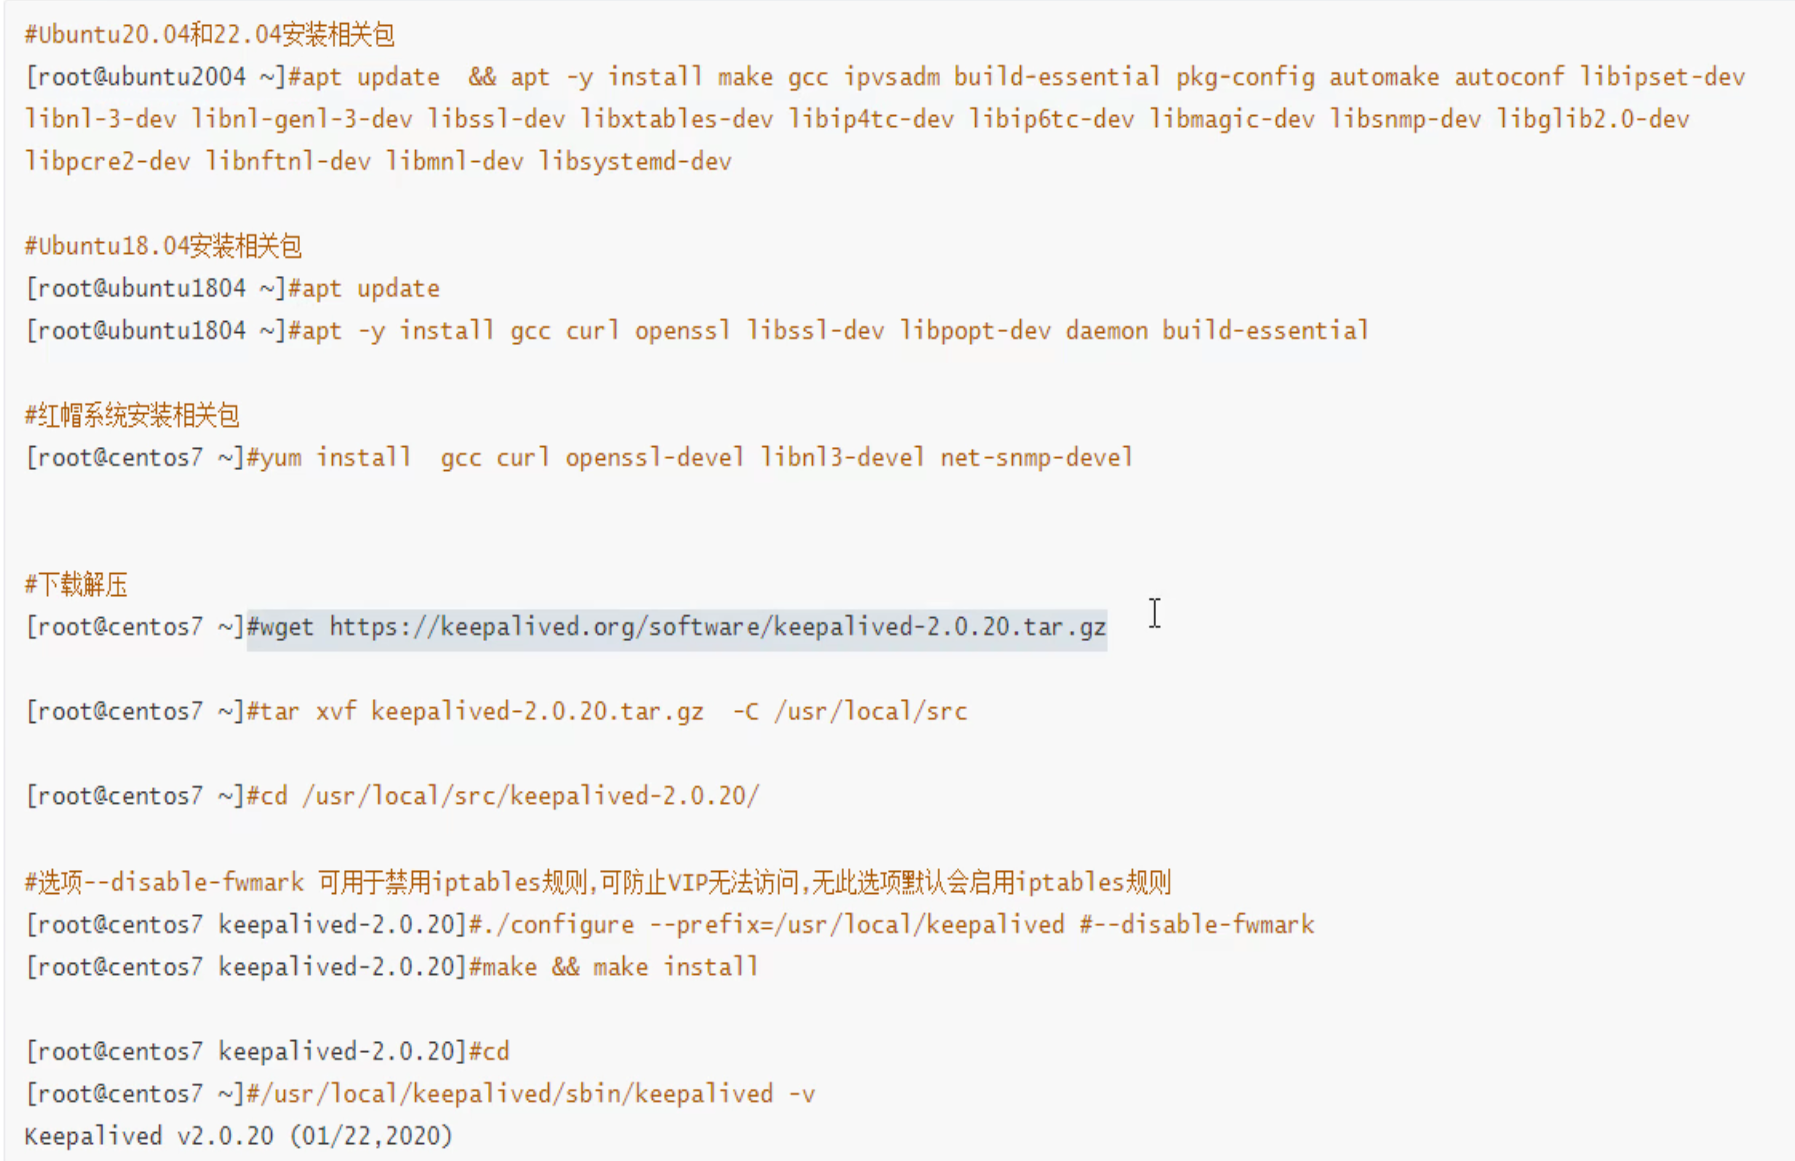 #Ubuntu20.04和22.04安装相关包
[root@ubuntu2004 ~]#apt update  && apt -y install make gcc ipvsadm build-essential pkg-config automake autoconf libipset-dev
libnl-3-dev libnl-genl-3-dev libssl-dev libxtables-dev libip4tc-dev libip6tc-dev libmagic-dev libsnmp-dev libglib2.0-dev
libpcre2-dev libnftnl-dev libmnl-dev libsystemd-dev
#Ubuntu18.04安装相关包
[root@ubuntu1804 ~]#apt update
[root@ubuntu1804 ~]#apt -y install gcc curl openssl libssl-dev libpopt-dev daemon build-essential
#红帽系统安装相关包
[root@centos7 ~]#yum install  gcc curl openssl-devel libnl3-devel net-snmp-devel
#下载解压
[root@centos7 ~]#wget https://keepalived.org/software/keepalived-2.0.20.tar.gz
[root@centos7 ~]#tar xvf keepalived-2.0.20.tar.gz  -C /usr/local/src
[root@centos7 ~]#cd /usr/local/src/keepalived-2.0.20/
#选项--disable-fwmark 可用于禁用iptables规则,可防止VIP无法访问,无此选项默认会启用iptables规则
[root@centos7 keepalived-2.0.20]#./configure --prefix=/usr/local/keepalived #--disable-fwmark
[root@centos7 keepalived-2.0.20]#make && make install
[root@centos7 keepalived-2.0.20]#cd
[root@centos7 ~]#/usr/local/keepalived/sbin/keepalived -v
Keepalived v2.0.20 (01/22,2020)